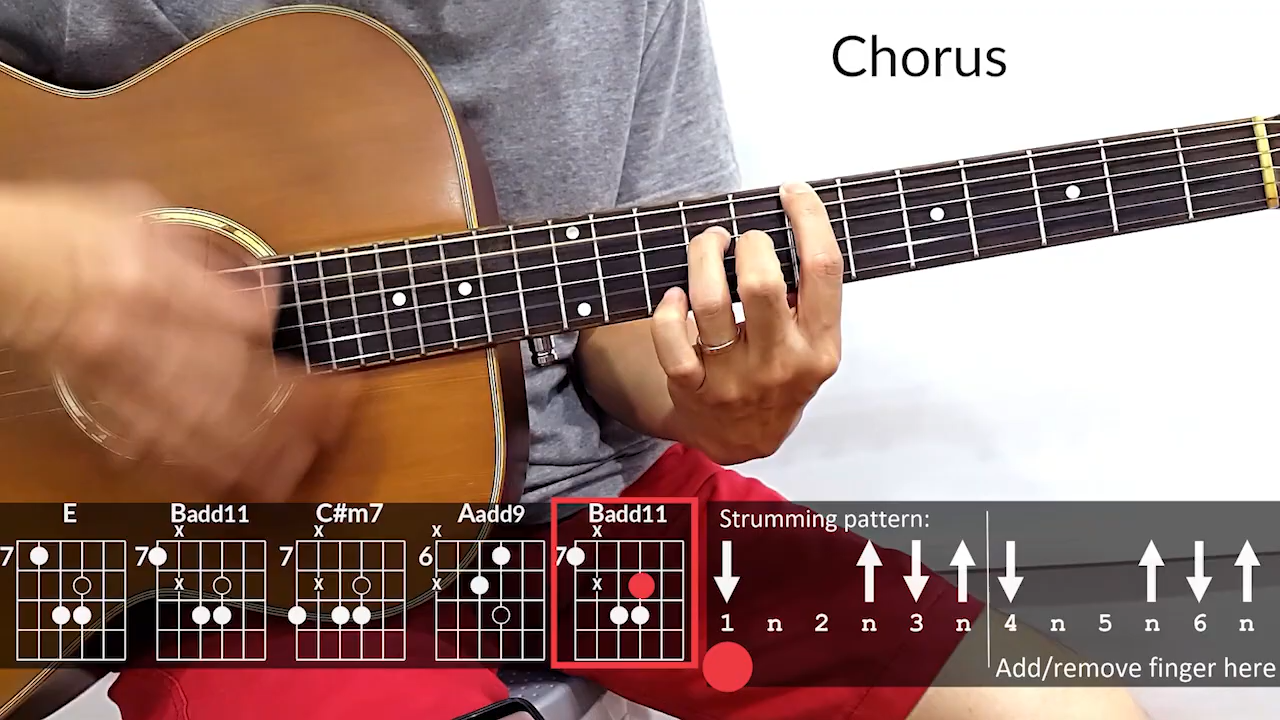 Chorus
E Badd11 C#m7 Aadd9 Badd11
x x x x
7 7 7 6 7
x x x x
Strumming pattern:
1 n 2 n 3 n 4 n 5 n 6 n
Add/remove finger here